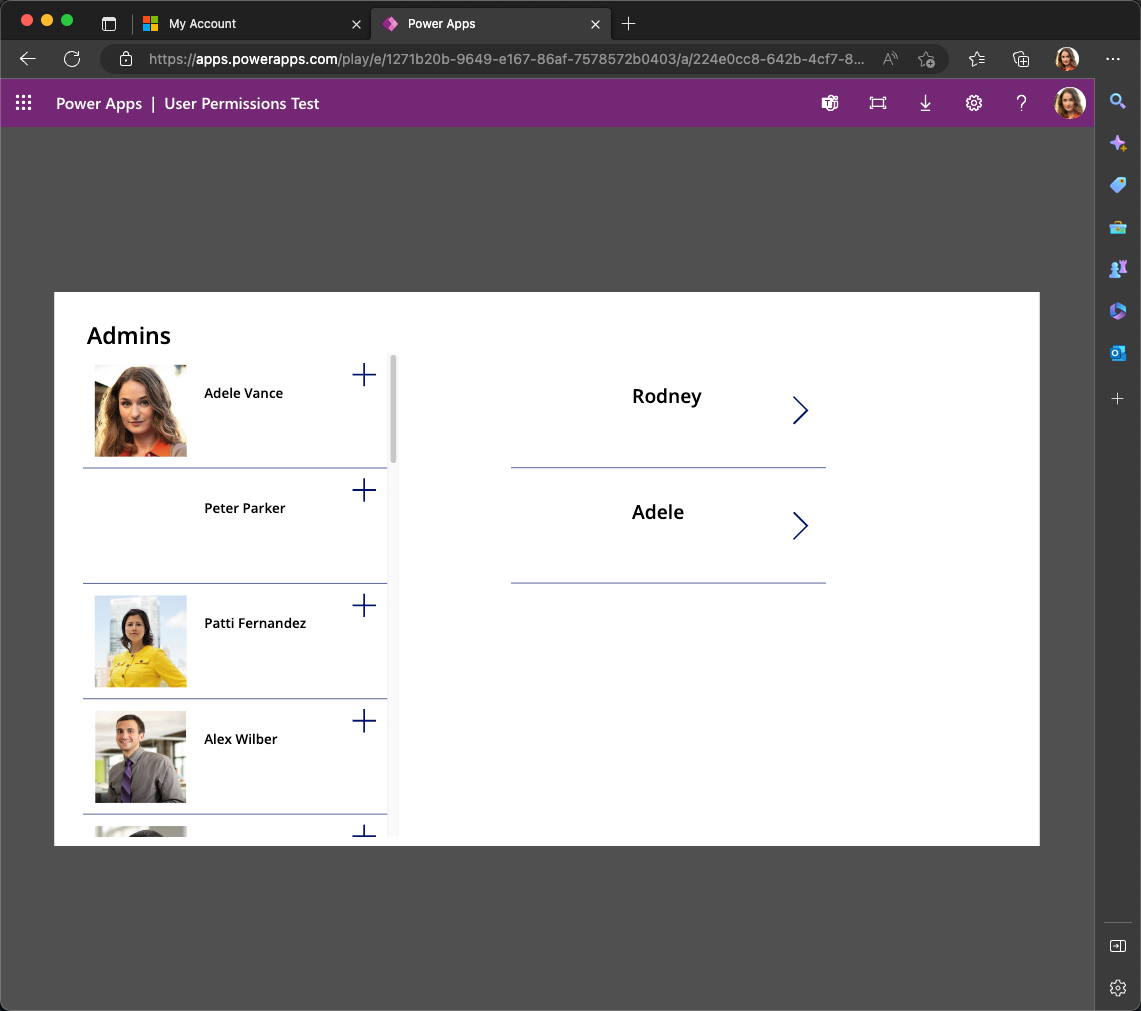 My Account
Power Apps
https://apps.powerapps.com/play/e/1271b20b-9649-e167-86af-7578572b0403/a/224e0cc8-642b-4cf7-8...
Power Apps | User Permissions Test
Admins
Adele Vance
Peter Parker
Patti Fernandez
Alex Wilber
Rodney
Adele